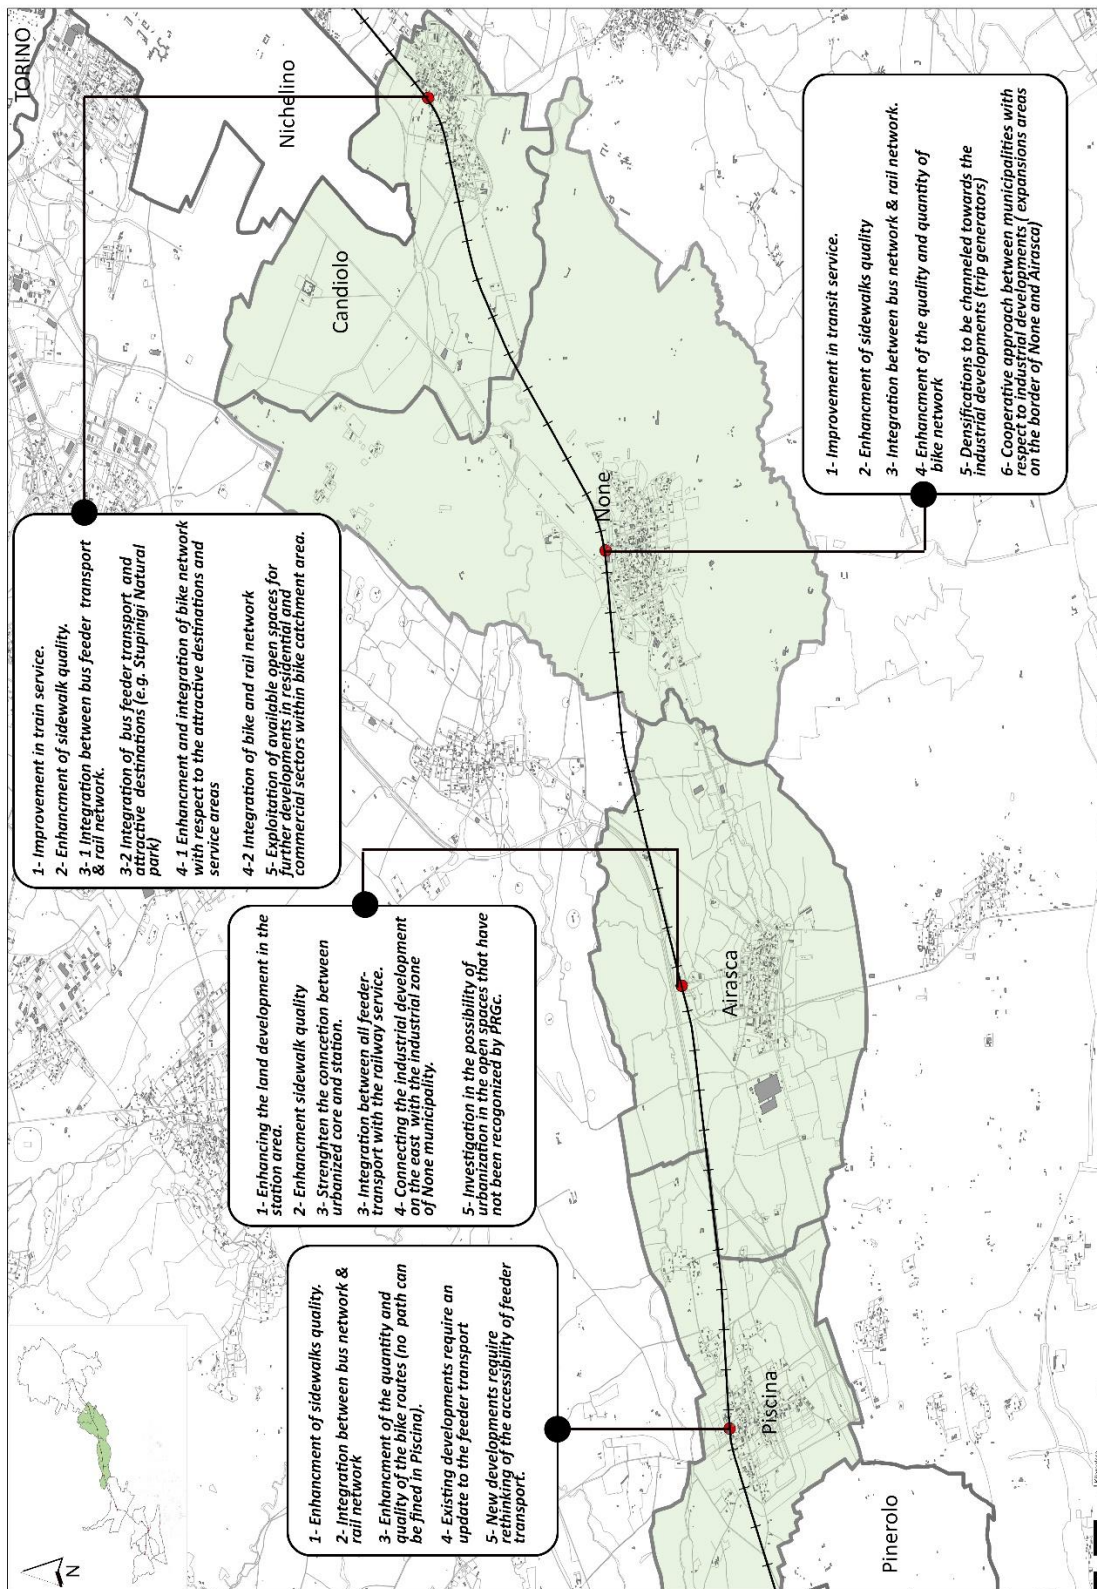 TORINO
Nichelino
Candiolo
None
Airasca
Piscina
Pinerolo
N
1- Improvement in train service.
2- Enhancment of sidewalk quality.
3- 1 Integration between bus feeder transport
& rail network.
3-2 Integration of bus feeder transport and
attractive destinations (e.g. Stupinigi Natural
park)
4- 1 Enhancment and integration of bike network
with respect to the attractive destinations and
service areas
4-2 Integration of bike and rail network
5- Exploitation of available open spaces for
further developments in residential and
commercial sectors within bike catchment area.
1- Enhancing the land development in the
station area.
2- Enhancment sidewalk quality
3- Strenghten the concetion between
urbanized core and station.
3- Integration between all feeder-
transport with the railway service.
4- Connecting the industrial development
on the east with the industrial zone
of None municipality.
5- Investigation in the possibility of
urbanization in the open spaces that have
not been recogonized by PRGc.
1- Enhancment of sidewalks quality.
2- Integration between bus network &
rail network
3- Enhancment of the quantity and
quality of the bike routes (no path can
be fined in Piscina).
4- Existing developments require an
update to the feeder transport
5- New developments require
rethinking of the accessibility of feeder
transport.
1- Improvement in transit service.
2- Enhancment of sidewalks quality
3- Integration between bus network & rail network.
4- Enhancment of the quality and quantity of
bike network
5- Densifications to be channeled towards the
industrial developments (trip generators)
6- Cooperative approach between municipalities with
respect to industrial developments ( expansions areas
on the border of None and Airasca)